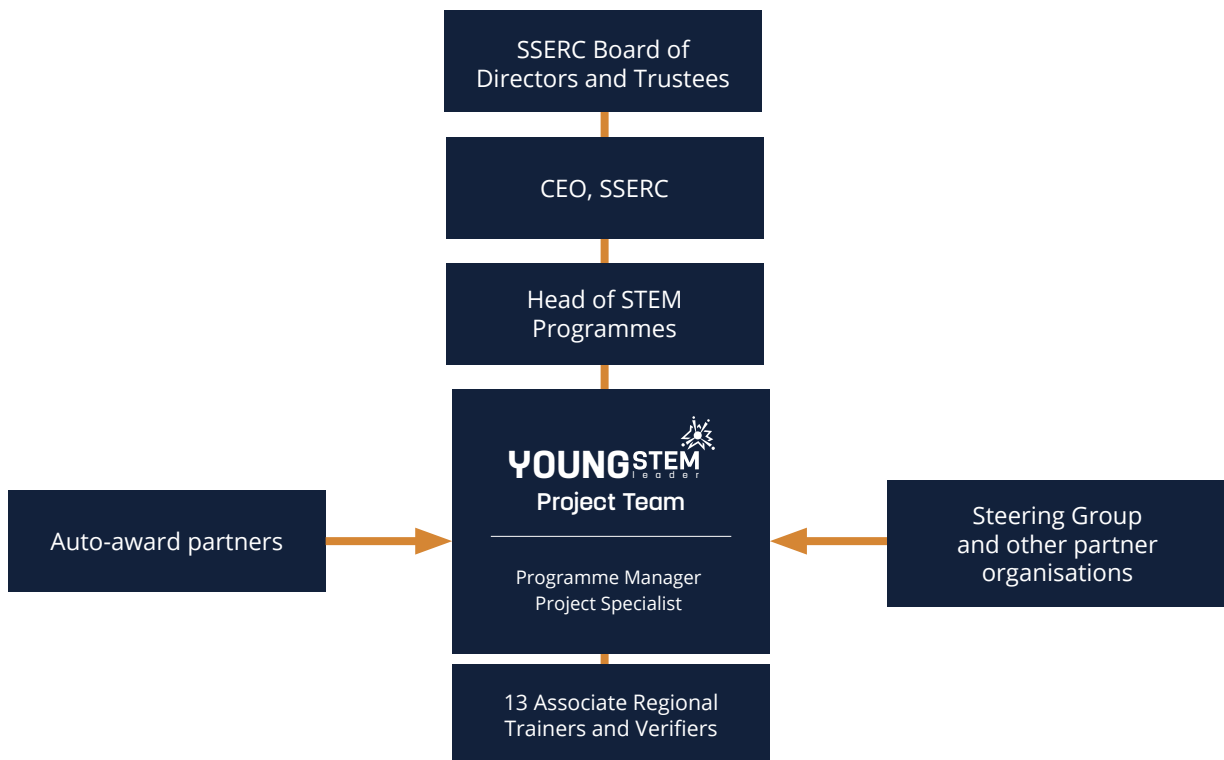 SSERC Board of
Directors and Trustees
CEO, SSERC
Head of STEM
Programmes
YOUNG STEM
leader
Project Team
Programme Manager
Project Specialist
Auto-award partners
Steering Group
and other partner
organisations
13 Associate Regional
Trainers and Verifiers